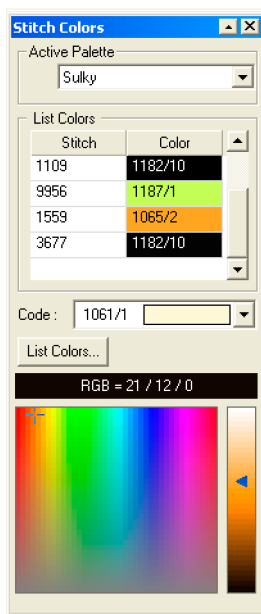 Stitch Colors
Active Palette
Sulky
List Colors
Stitch Color
1109 1182/10
9956 1187/1
1559 1065/2
3677 1182/10
Code : 1061/1
List Colors...
RGB = 21 / 12 / 0